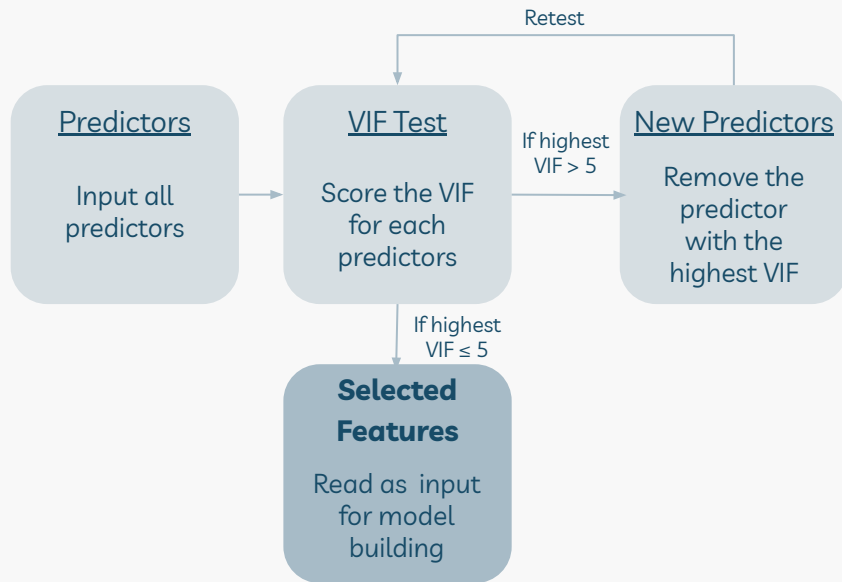 Retest
Predictors
Input all
predictors
VIF Test
Score the VIF
for each
predictors
If highest
VIF > 5
New Predictors
Remove the
predictor
with the
highest VIF
If highest
VIF ≤ 5
Selected
Features
Read as input
for model
building